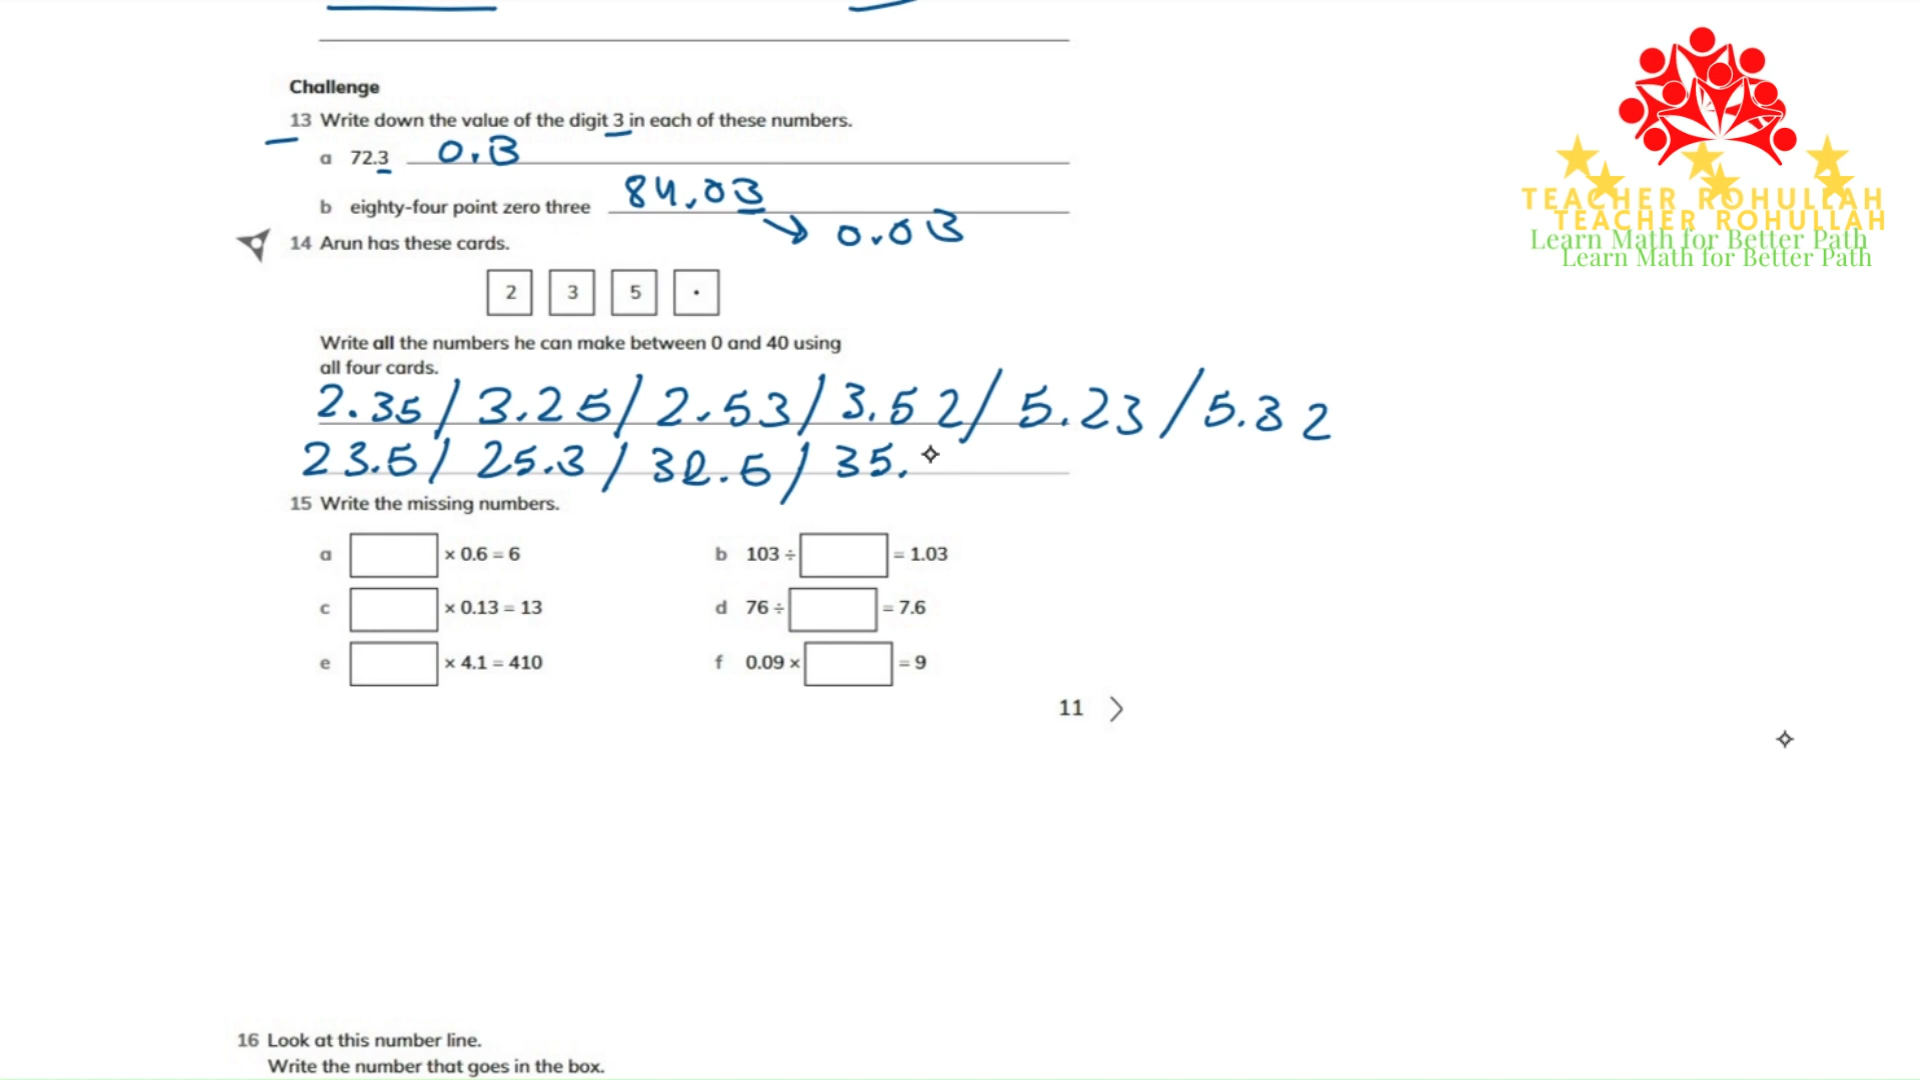 Challenge
13 Write down the value of the digit 3 in each of these numbers.
a 72.3 0.3
b eighty-four point zero three 84.03
0.03
14 Arun has these cards.
2 3 5 .
Write all the numbers he can make between 0 and 40 using
all four cards.
2.35 / 3.25 / 2.53 / 3.52 / 5.23 / 5.32
23.5 / 25.3 / 32.5 / 35.
15 Write the missing numbers.
a × 0.6 = 6 b 103 ÷ = 1.03
c × 0.13 = 13 d 76 ÷ = 7.6
e × 4.1 = 410 f 0.09 × = 9
11
16 Look at this number line.
Write the number that goes in the box.
TEACHER ROHULLAH
TEACHER ROHULLAH
Learn Math for Better Path
Learn Math for Better Path